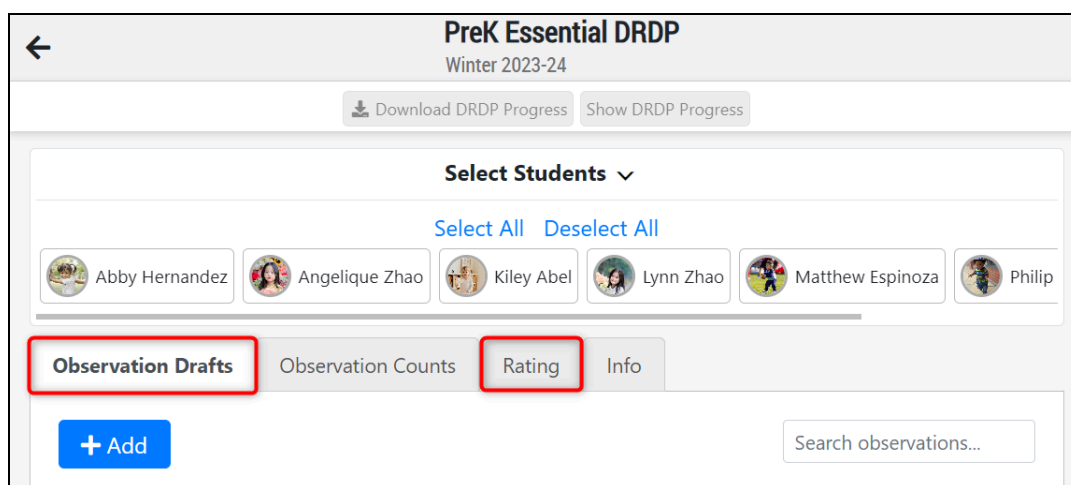 PreK Essential DRDP
Winter 2023-24
Download DRDP Progress Show DRDP Progress
Select Students
Select All Deselect All
Abby Hernandez Angelique Zhao Kiley Abel Lynn Zhao Matthew Espinoza Philip
Observation Drafts Observation Counts Rating Info
+ Add Search observations...